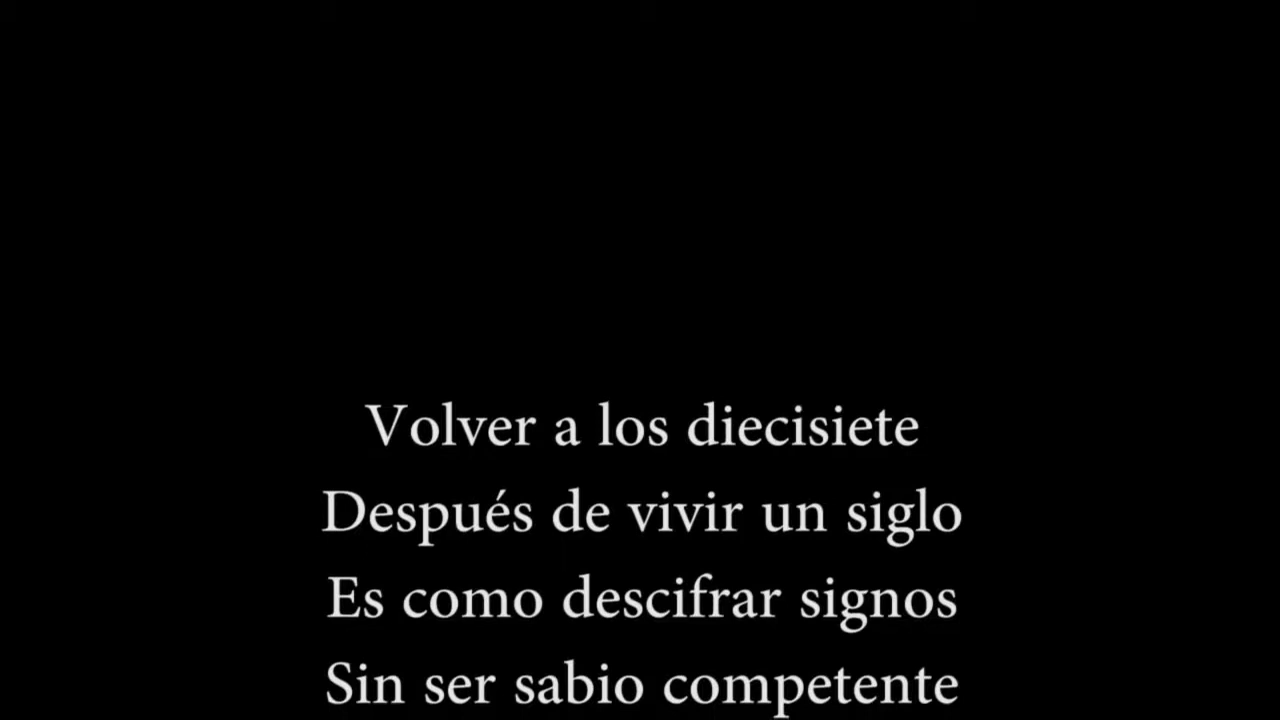 Volver a los diecisiete
Después de vivir un siglo
Es como descifrar signos
Sin ser sabio competente